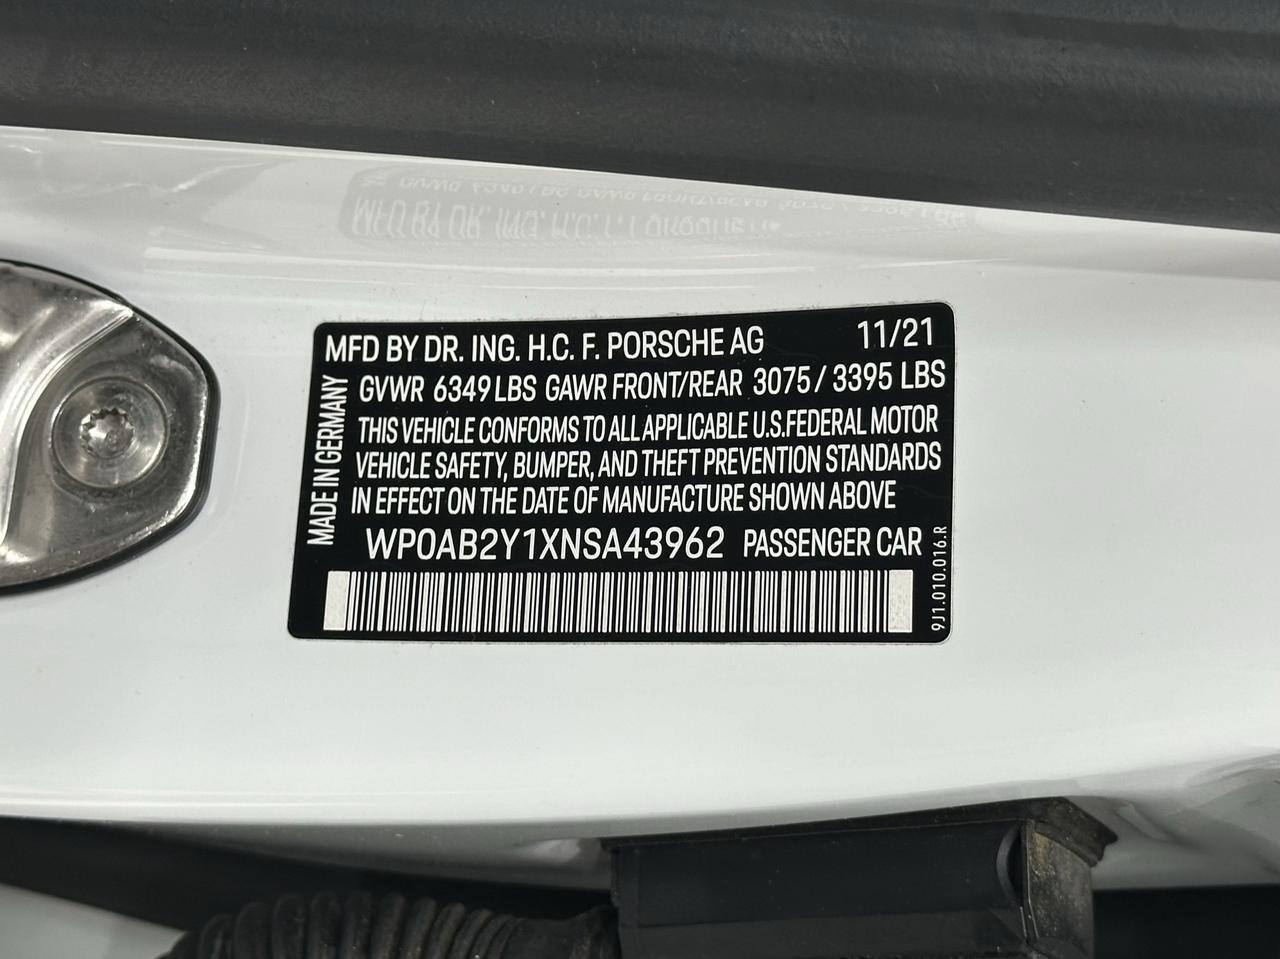 MFD BY DR. ING. H.C. F. PORSCHE AG 11/21
GVWR 6349 LBS GAWR FRONT/REAR 3075 / 3395 LBS
THIS VEHICLE CONFORMS TO ALL APPLICABLE U.S. FEDERAL MOTOR
VEHICLE SAFETY, BUMPER, AND THEFT PREVENTION STANDARDS
IN EFFECT ON THE DATE OF MANUFACTURE SHOWN ABOVE
WP0AB2Y1XNSA43962 PASSENGER CAR
MADE IN GERMANY
9J1.010.016.R